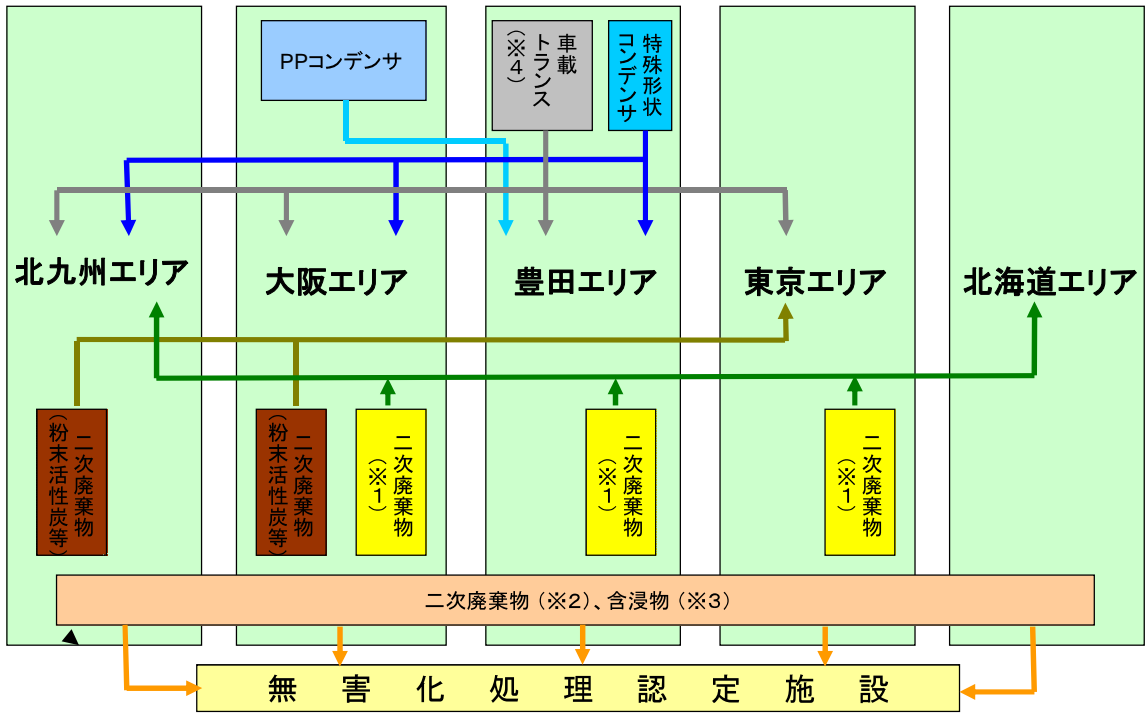 PPコンデンサ
車載
トランス
(※4)
特殊形状
コンデンサ
北九州エリア
大阪エリア
豊田エリア
東京エリア
北海道エリア
二次廃棄物
(粉末活性炭等)
二次廃棄物
(粉末活性炭等)
二次廃棄物
(※1)
二次廃棄物
(※1)
二次廃棄物
(※1)
二次廃棄物(※2)、含浸物(※3)
無害化処理認定施設